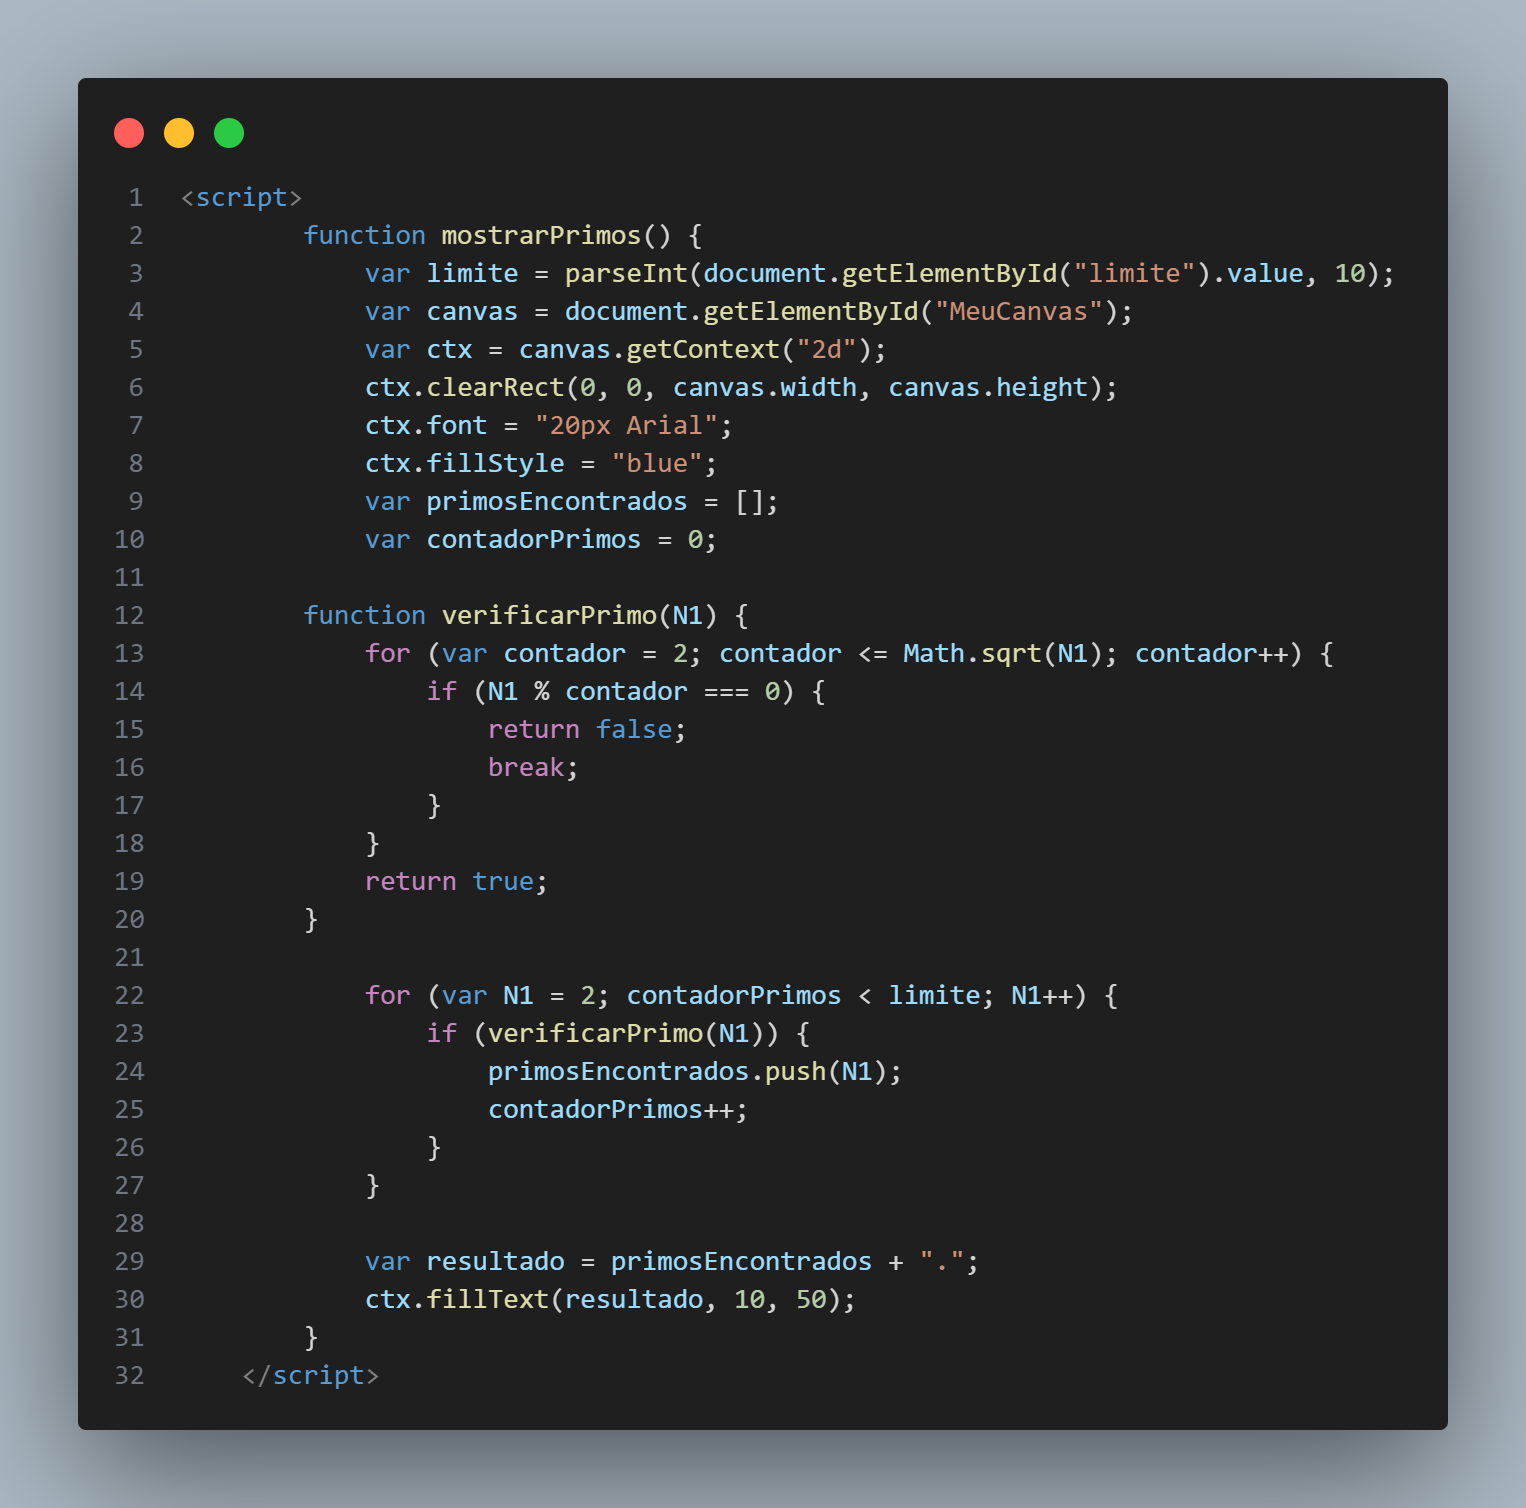 1 <script>
2         function mostrarPrimos() {
3             var limite = parseInt(document.getElementById("limite").value, 10);
4             var canvas = document.getElementById("MeuCanvas");
5             var ctx = canvas.getContext("2d");
6             ctx.clearRect(0, 0, canvas.width, canvas.height);
7             ctx.font = "20px Arial";
8             ctx.fillStyle = "blue";
9             var primosEncontrados = [];
10             var contadorPrimos = 0;
11
12         function verificarPrimo(N1) {
13             for (var contador = 2; contador <= Math.sqrt(N1); contador++) {
14                 if (N1 % contador === 0) {
15                     return false;
16                     break;
17                 }
18             }
19             return true;
20         }
21
22             for (var N1 = 2; contadorPrimos < limite; N1++) {
23                 if (verificarPrimo(N1)) {
24                     primosEncontrados.push(N1);
25                     contadorPrimos++;
26                 }
27             }
28
29             var resultado = primosEncontrados + ".";
30             ctx.fillText(resultado, 10, 50);
31         }
32     </script>